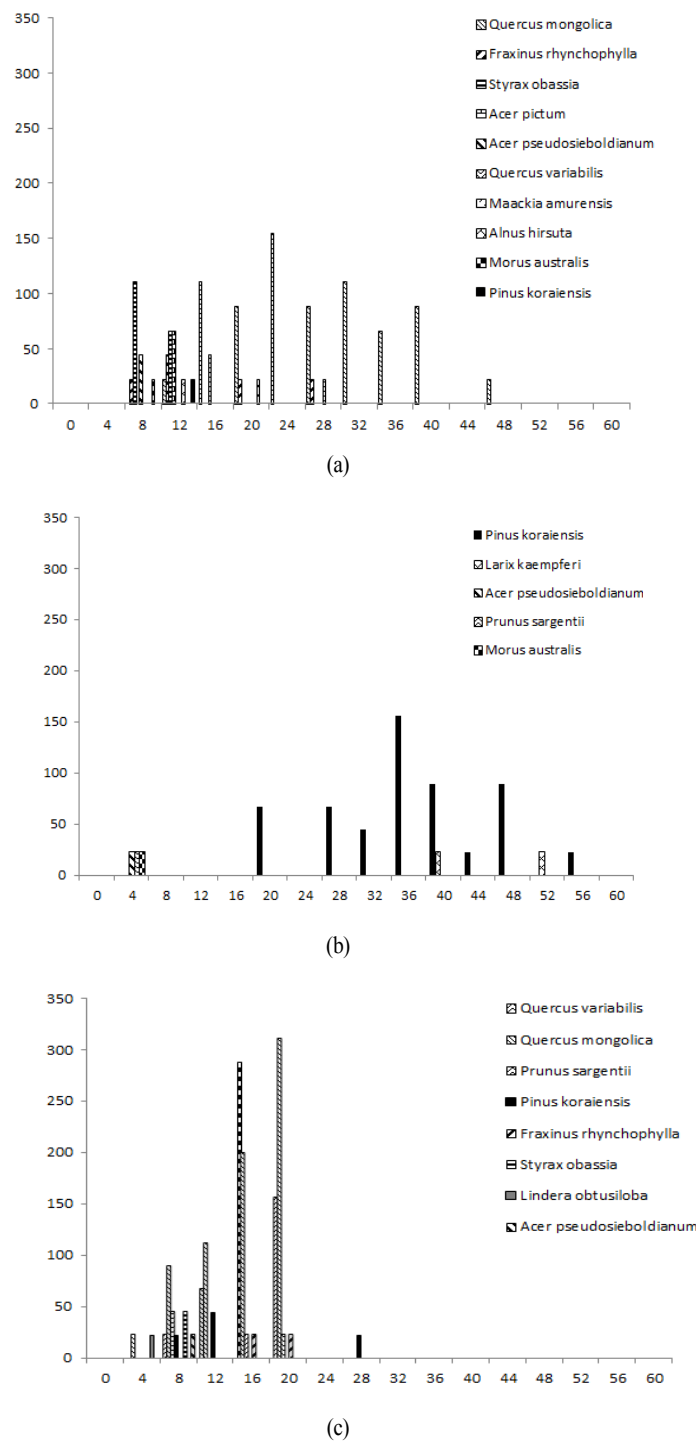 350
300
250
200
150
100
50
0
0 4 8 12 16 20 24 28 32 36 40 44 48 52 56 60
Quercus mongolica
Fraxinus rhynchophylla
Styrax obassia
Acer pictum
Acer pseudosieboldianum
Quercus variabilis
Maackia amurensis
Alnus hirsuta
Morus australis
Pinus koraiensis
(a)
350
300
250
200
150
100
50
0
0 4 8 12 16 20 24 28 32 36 40 44 48 52 56 60
Pinus koraiensis
Larix kaempferi
Acer pseudosieboldianum
Prunus sargentii
Morus australis
(b)
350
300
250
200
150
100
50
0
0 4 8 12 16 20 24 28 32 36 40 44 48 52 56 60
Quercus variabilis
Quercus mongolica
Prunus sargentii
Pinus koraiensis
Fraxinus rhynchophylla
Styrax obassia
Lindera obtusiloba
Acer pseudosieboldianum
(c)